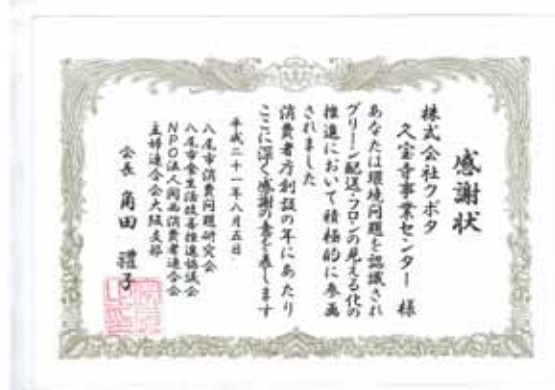 感謝状
株式会社クボタ
久宝寺事業センター 様
あなたは環境問題を認識され
グリーン配送・フロンの見える化の
推進において積極的に参画
されました
消費者庁創設の年にあたり
ここに深く感謝の意を表します
平成二十一年八月五日
八尾市消費問題研究会
八尾市食生活改善推進協議会
NPO法人関西消費者連合会
主婦連合会大阪支部
会長 角田 禮子